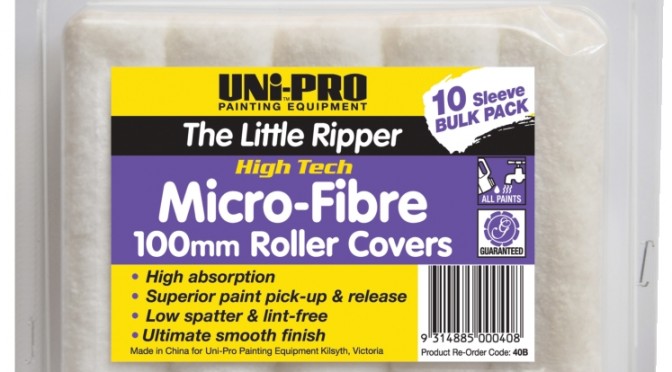 UNi-PRO™
PAINTING EQUIPMENT
10 Sleeve
BULK PACK
The Little Ripper
High Tech
Micro-Fibre
100mm Roller Covers
ALL PAINTS
GUARANTEED
• High absorption
• Superior paint pick-up & release
• Low spatter & lint-free
• Ultimate smooth finish
Made in China for Uni-Pro Painting Equipment Kilsyth, Victoria
9 314885 000408
Product Re-Order Code: 40B